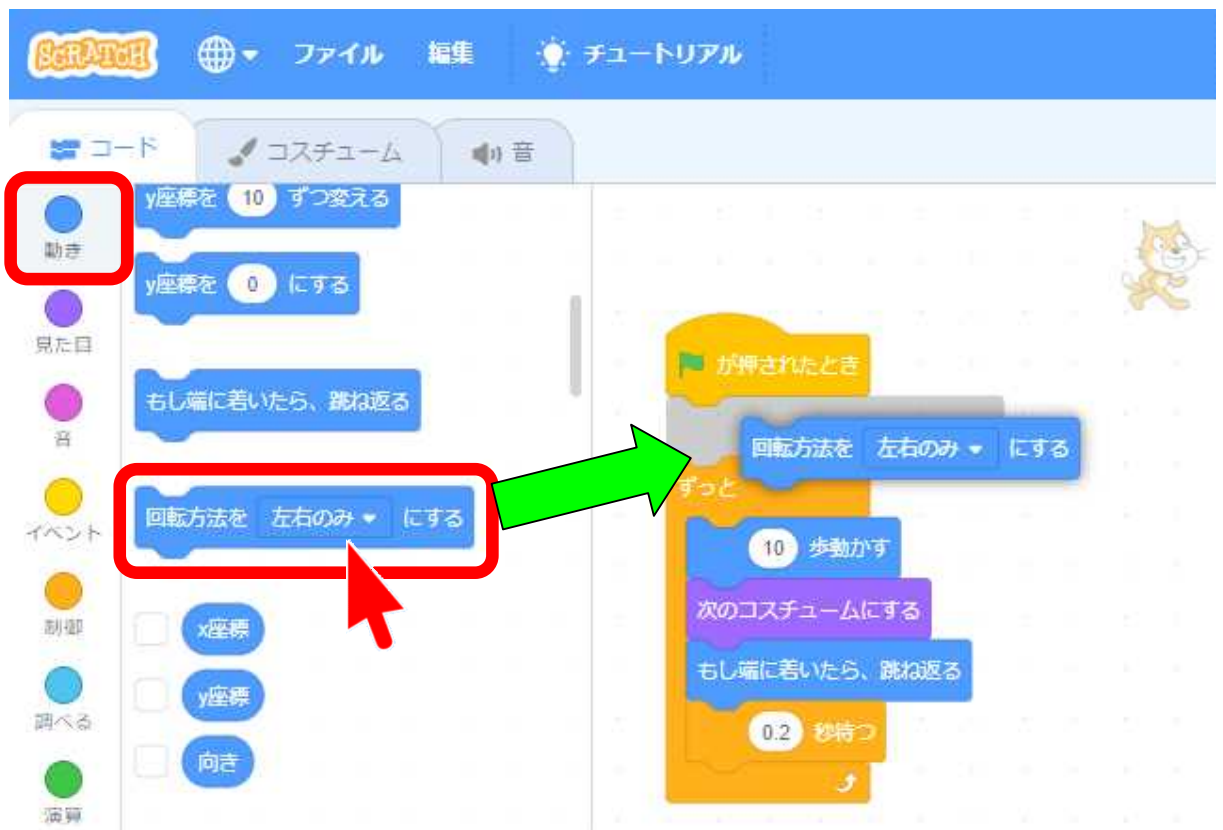 SCRATCH ファイル 編集 チュートリアル
コード コスチューム 音
動き
見た目
音
イベント
制御
調べる
演算
y座標を 10 ずつ変える
y座標を 0 にする
もし端に着いたら、跳ね返る
回転方法を 左右のみ にする
x座標
y座標
向き
が押されたとき
回転方法を 左右のみ にする
ずっと
10 歩動かす
次のコスチュームにする
もし端に着いたら、跳ね返る
0.2 秒待つ